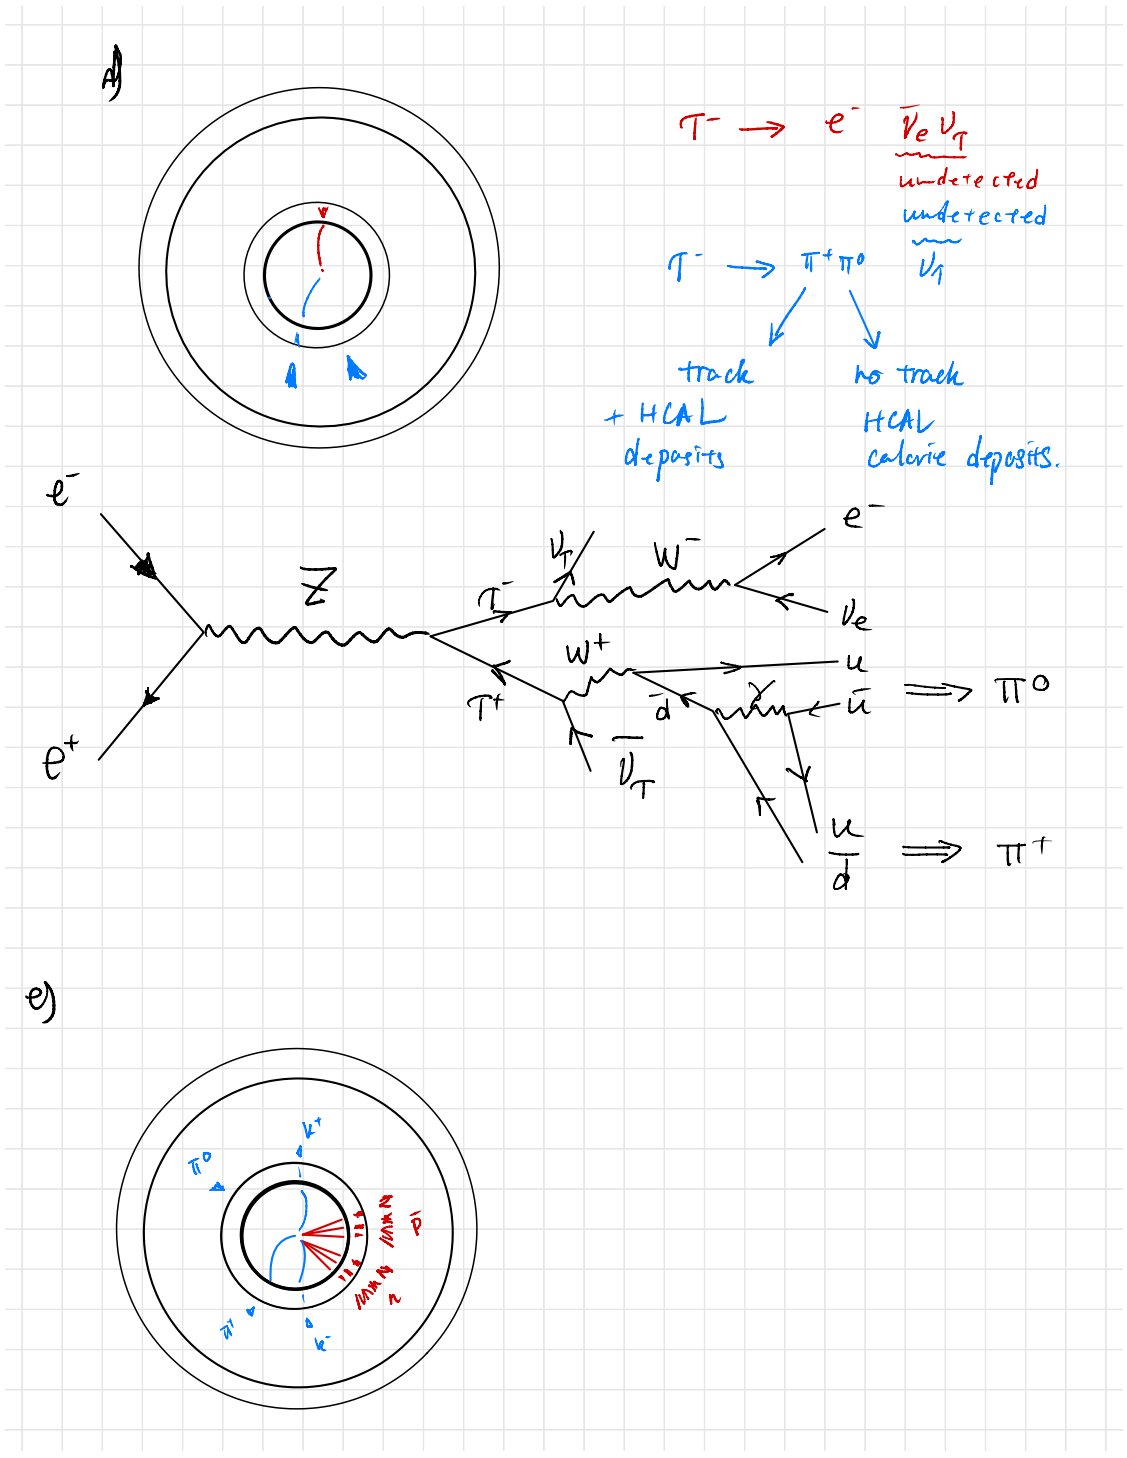 d)
τ⁻ → e⁻ ν̄e ντ
undetected
undetected
τ⁻ → π⁺ π⁰ ντ
track no track
+ HCAL HCAL
deposits calorie deposits.
e⁻
Z
τ⁻
ντ
W⁻
e⁻
νe
e⁺
τ⁺
W⁺
ν̄τ
u
d̄
γ
ū ⇒ π⁰
u
d̄ ⇒ π⁺
e)
k⁺
π⁰
p̄
n
π⁺
k⁻